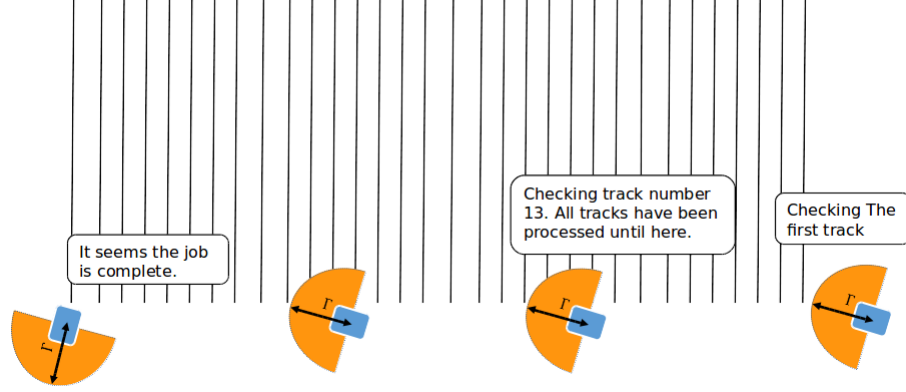 Checking track number
13. All tracks have been
processed until here.
Checking The
first track
It seems the job
is complete.
r
r
r
r